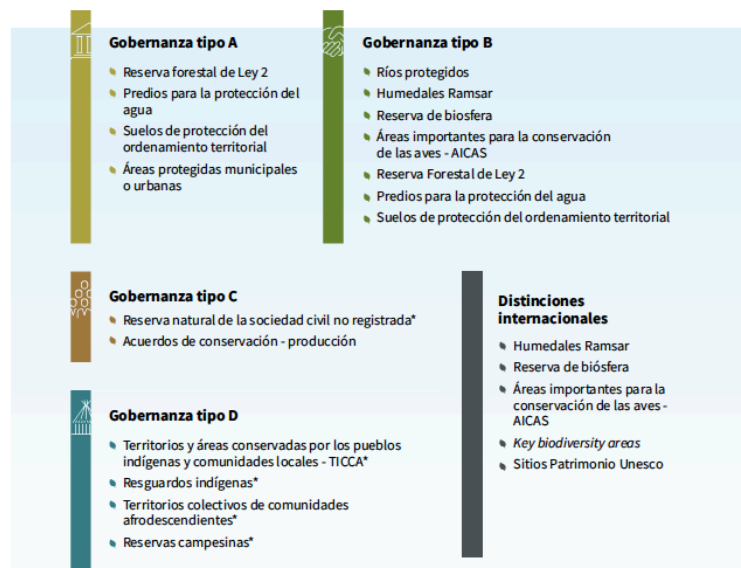 Gobernanza tipo A
Reserva forestal de Ley 2
Predios para la protección del
agua
Suelos de protección del
ordenamiento territorial
Áreas protegidas municipales
o urbanas
Gobernanza tipo B
Ríos protegidos
Humedales Ramsar
Reserva de biosfera
Áreas importantes para la conservación
de las aves - AICAS
Reserva Forestal de Ley 2
Predios para la protección del agua
Suelos de protección del ordenamiento territorial
Gobernanza tipo C
Reserva natural de la sociedad civil no registrada*
Acuerdos de conservación - producción
Gobernanza tipo D
Territorios y áreas conservadas por los pueblos
indígenas y comunidades locales - TICCA*
Resguardos indígenas*
Territorios colectivos de comunidades
afrodescendientes*
Reservas campesinas*
Distinciones
internacionales
Humedales Ramsar
Reserva de biósfera
Áreas importantes para la
conservación de las aves -
AICAS
Key biodiversity areas
Sitios Patrimonio Unesco